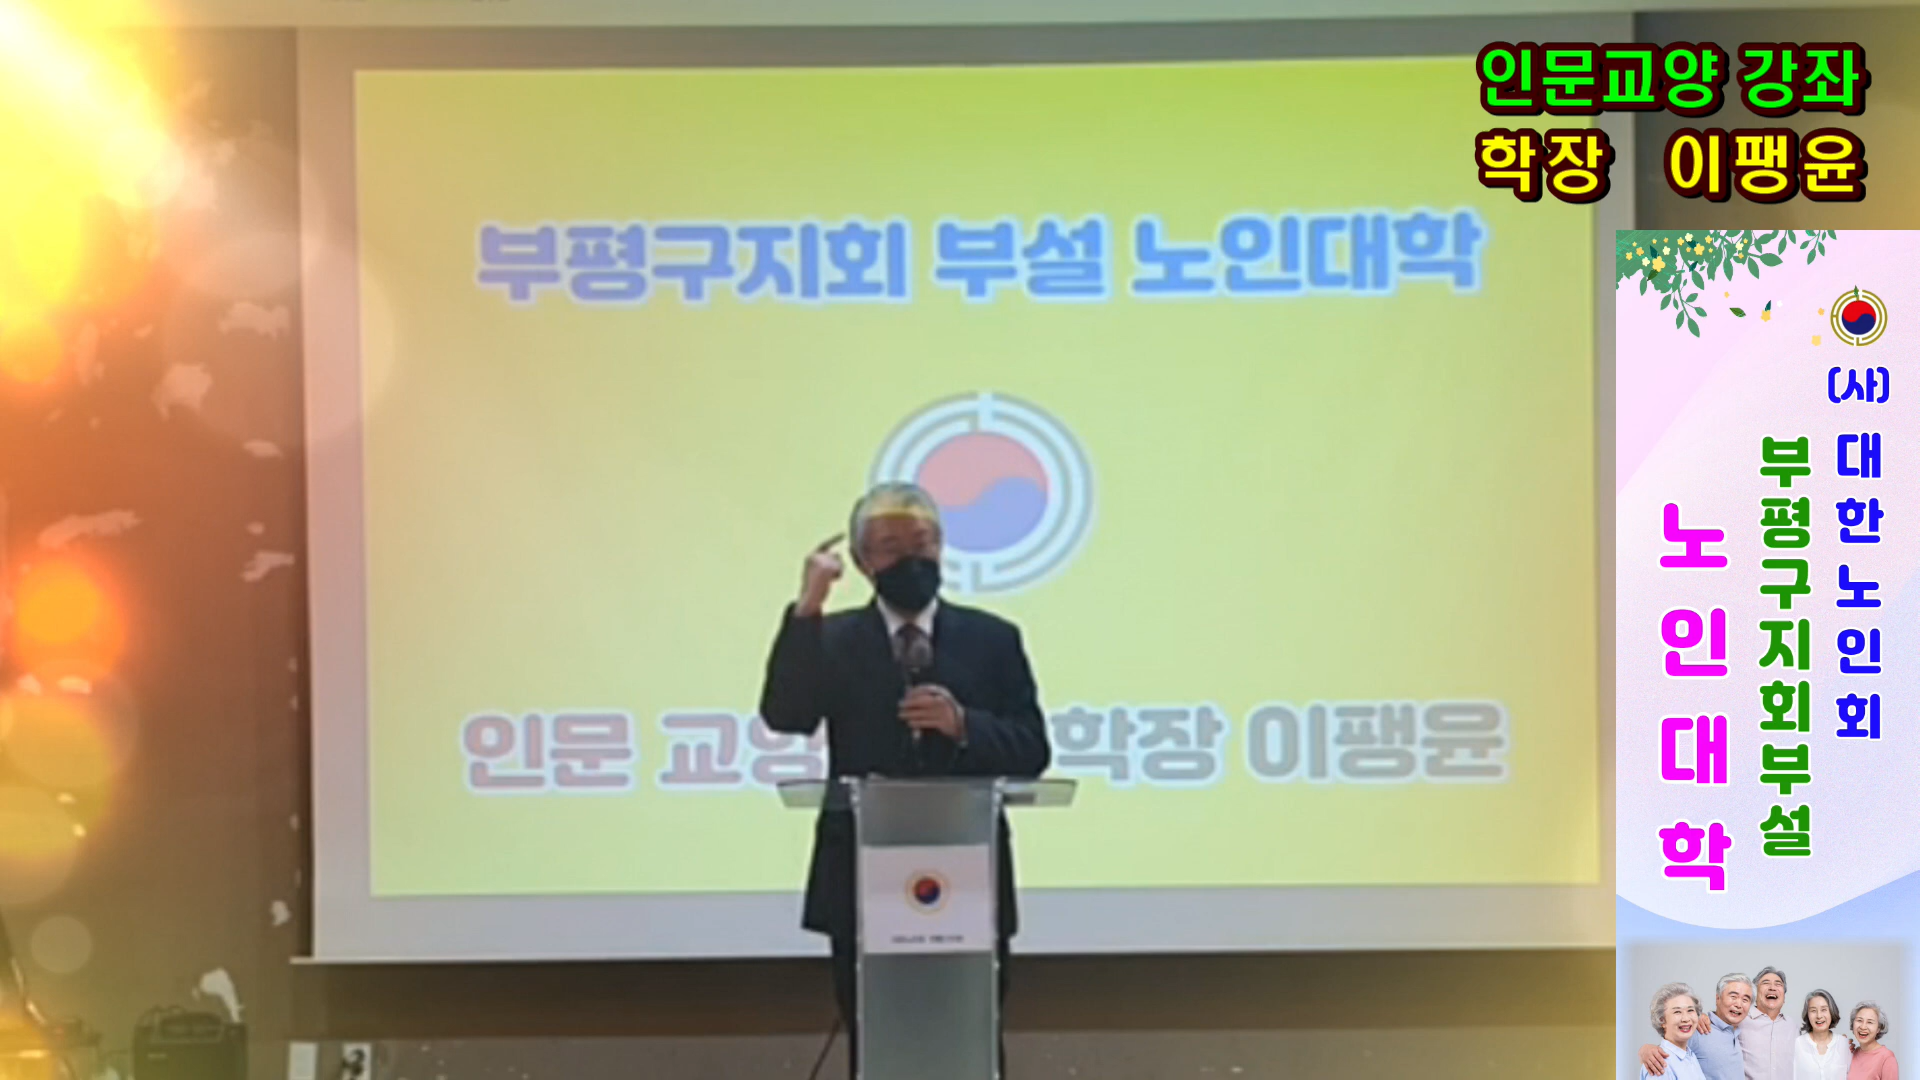 인문교양 강좌
학장 이팽윤
부평구지회 부설 노인대학
인문 교양 학장 이팽윤
(사) 대한노인회
부평구지회부설
노인대학